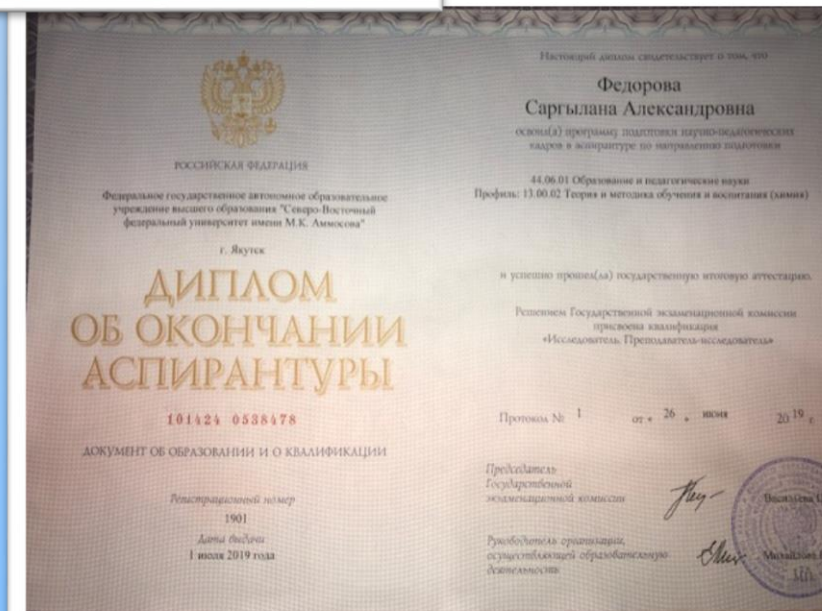 РОССИЙСКАЯ ФЕДЕРАЦИЯ
Федеральное государственное автономное образовательное
учреждение высшего образования "Северо-Восточный
федеральный университет имени М.К. Аммосова"
г. Якутск
ДИПЛОМ
ОБ ОКОНЧАНИИ
АСПИРАНТУРЫ
101424 0538478
ДОКУМЕНТ ОБ ОБРАЗОВАНИИ И О КВАЛИФИКАЦИИ
Регистрационный номер
1901
Дата выдачи
1 июля 2019 года
Настоящий диплом свидетельствует о том, что
Федорова
Саргылана Александровна
освоил(а) программу подготовки научно-педагогических
кадров в аспирантуре по направлению подготовки
44.06.01 Образование и педагогические науки
Профиль: 13.00.02 Теория и методика обучения и воспитания (химия)
и успешно прошел(ла) государственную итоговую аттестацию.
Решением Государственной экзаменационной комиссии
присвоена квалификация
«Исследователь. Преподаватель-исследователь»
Протокол № 1 от « 26 » июня 20 19 г
Председатель
Государственной
экзаменационной комиссии
Руководитель организации,
осуществляющей образовательную
деятельность